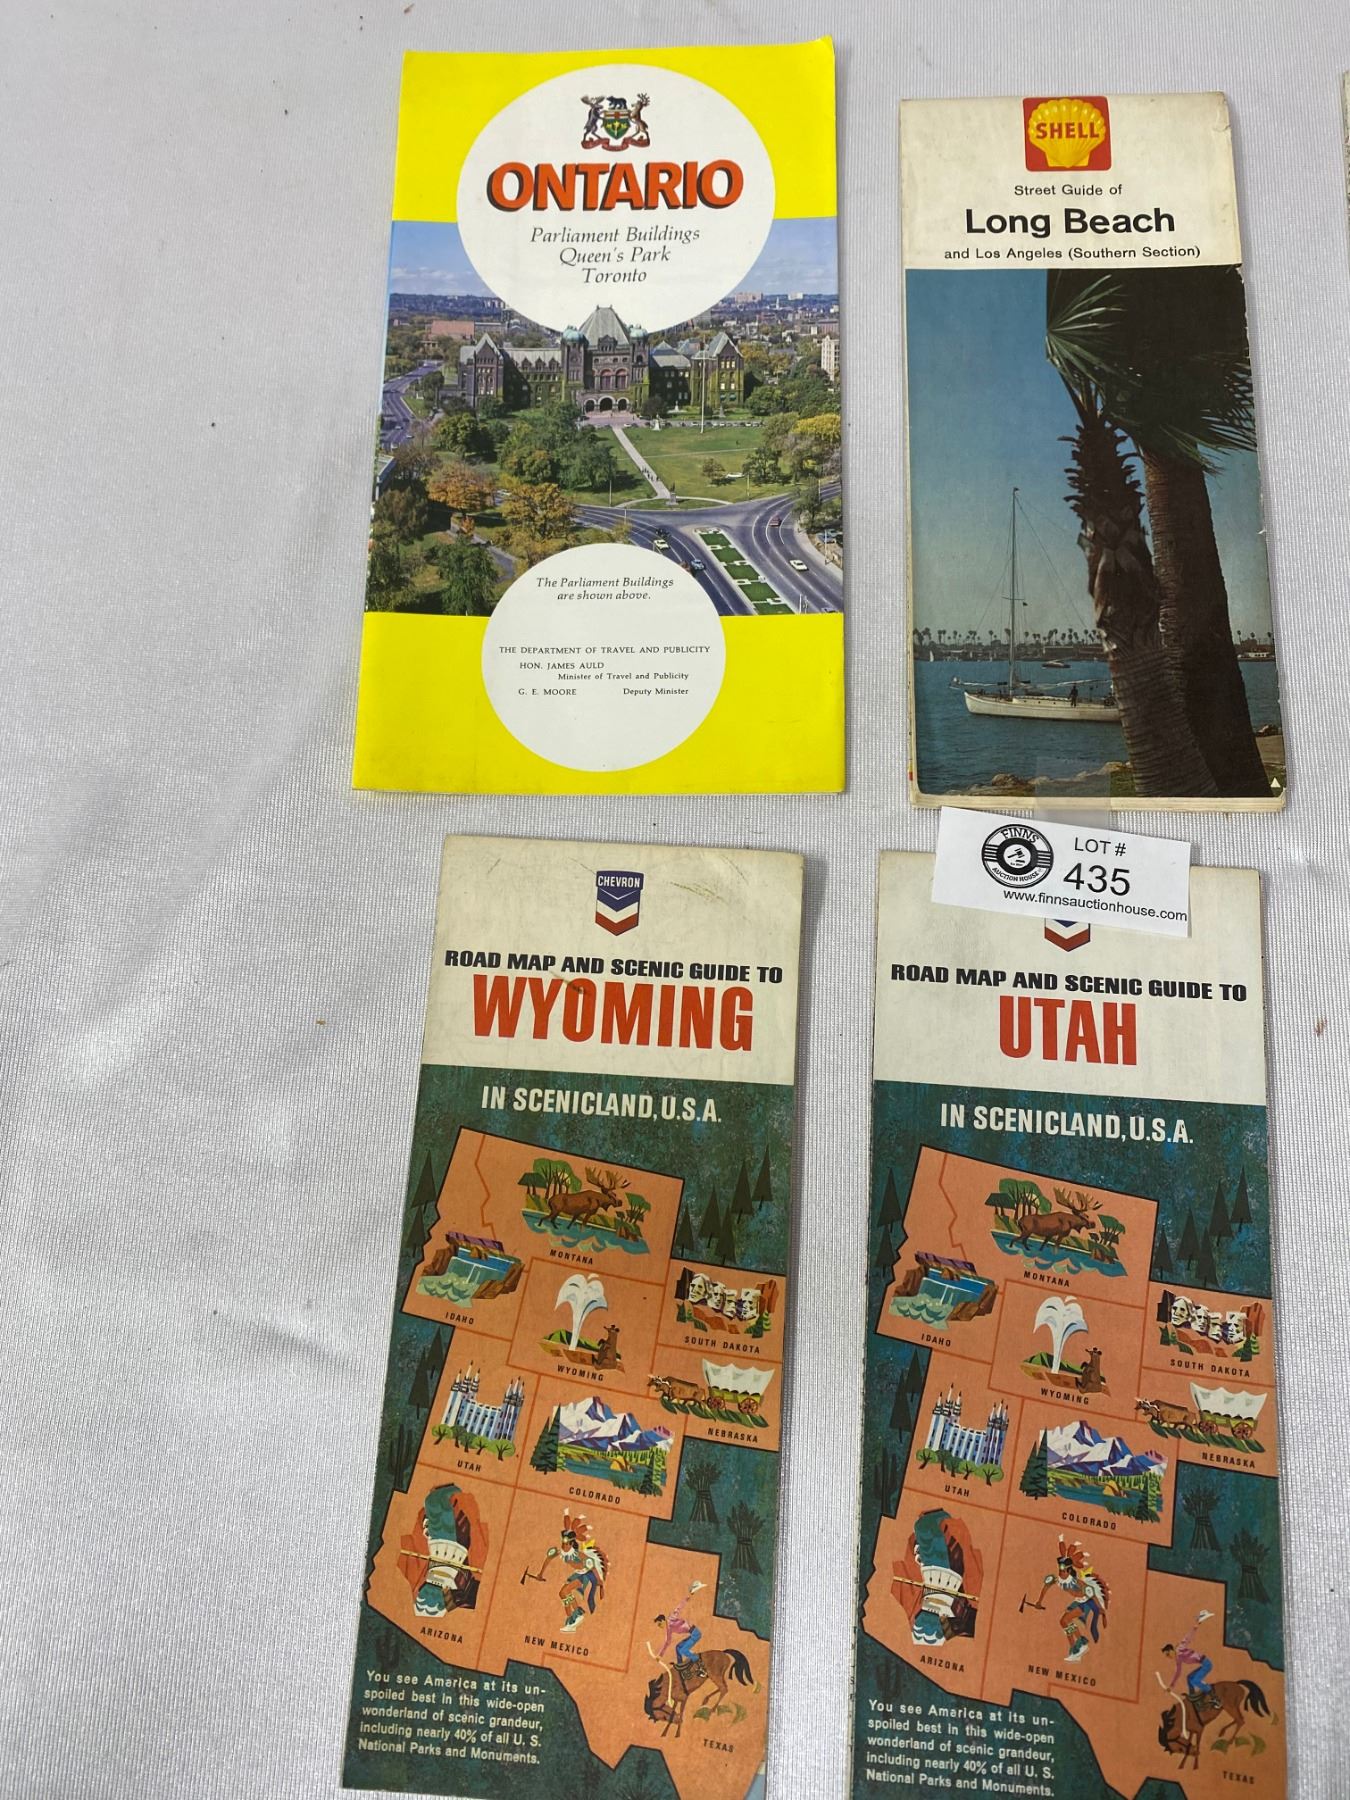 ONTARIO
Parliament Buildings
Queen's Park
Toronto
The Parliament Buildings
are shown above.
THE DEPARTMENT OF TRAVEL AND PUBLICITY
HON. JAMES AULD
Minister of Travel and Publicity
G. E. MOORE Deputy Minister
SHELL
Street Guide of
Long Beach
and Los Angeles (Southern Section)
FINNS
AUCTION HOUSE
LOT #
435
www.finnsauctionhouse.com
CHEVRON
ROAD MAP AND SCENIC GUIDE TO
WYOMING
IN SCENICLAND, U.S.A.
MONTANA
IDAHO
WYOMING
SOUTH DAKOTA
NEBRASKA
UTAH
COLORADO
ARIZONA
NEW MEXICO
TEXAS
You see America at its un-
spoiled best in this wide-open
wonderland of scenic grandeur,
including nearly 40% of all U. S.
National Parks and Monuments.
ROAD MAP AND SCENIC GUIDE TO
UTAH
IN SCENICLAND, U.S.A.
MONTANA
IDAHO
WYOMING
SOUTH DAKOTA
NEBRASKA
UTAH
COLORADO
ARIZONA
NEW MEXICO
TEXAS
You see America at its un-
spoiled best in this wide-open
wonderland of scenic grandeur,
including nearly 40% of all U. S.
National Parks and Monuments.